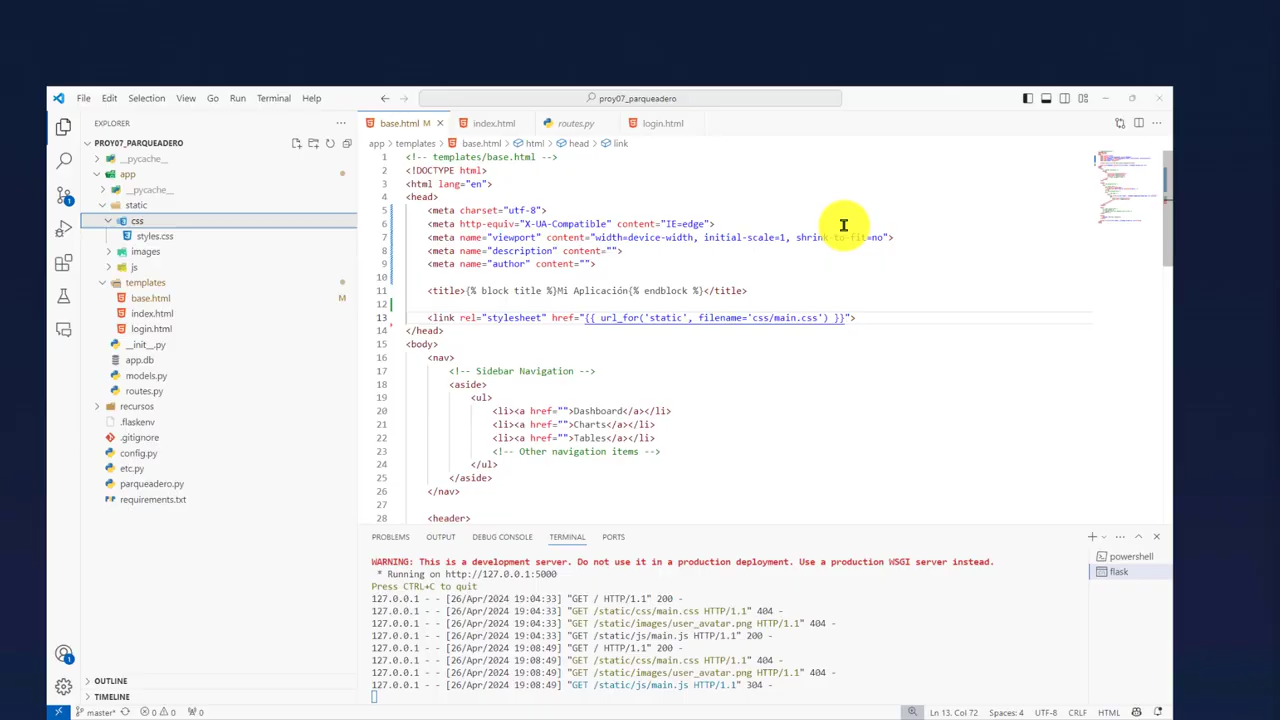 File Edit Selection View Go Run Terminal Help
proy07_parqueadero
EXPLORER
PROY07_PARQUEADERO
__pycache__
app
__pycache__
static
css
styles.css
images
js
templates
base.html M
index.html
login.html
__init__.py
app.db
models.py
routes.py
recursos
.flaskenv
.gitignore
config.py
etc.py
parqueadero.py
requirements.txt
OUTLINE
TIMELINE
base.html M index.html routes.py login.html
app > templates > base.html > html > head > link
1 <!-- templates/base.html -->
2 <!DOCTYPE html>
3 <html lang="en">
4 <head>
5 <meta charset="utf-8">
6 <meta http-equiv="X-UA-Compatible" content="IE=edge">
7 <meta name="viewport" content="width=device-width, initial-scale=1, shrink-to-fit=no">
8 <meta name="description" content="">
9 <meta name="author" content="">
10
11 <title>{% block title %}Mi Aplicación{% endblock %}</title>
12
13 <link rel="stylesheet" href="{{ url_for('static', filename='css/main.css') }}">
14 </head>
15 <body>
16 <nav>
17 <!-- Sidebar Navigation -->
18 <aside>
19 <ul>
20 <li><a href="">Dashboard</a></li>
21 <li><a href="">Charts</a></li>
22 <li><a href="">Tables</a></li>
23 <!-- Other navigation items -->
24 </ul>
25 </aside>
26 </nav>
27
28 <header>
PROBLEMS OUTPUT DEBUG CONSOLE TERMINAL PORTS
WARNING: This is a development server. Do not use it in a production deployment. Use a production WSGI server instead.
* Running on http://127.0.0.1:5000
Press CTRL+C to quit
127.0.0.1 - - [26/Apr/2024 19:04:33] "GET / HTTP/1.1" 200 -
127.0.0.1 - - [26/Apr/2024 19:04:33] "GET /static/css/main.css HTTP/1.1" 404 -
127.0.0.1 - - [26/Apr/2024 19:04:33] "GET /static/images/user_avatar.png HTTP/1.1" 404 -
127.0.0.1 - - [26/Apr/2024 19:04:33] "GET /static/js/main.js HTTP/1.1" 200 -
127.0.0.1 - - [26/Apr/2024 19:08:49] "GET / HTTP/1.1" 200 -
127.0.0.1 - - [26/Apr/2024 19:08:49] "GET /static/css/main.css HTTP/1.1" 404 -
127.0.0.1 - - [26/Apr/2024 19:08:49] "GET /static/images/user_avatar.png HTTP/1.1" 404 -
127.0.0.1 - - [26/Apr/2024 19:08:49] "GET /static/js/main.js HTTP/1.1" 304 -
powershell
flask
master* 0 0 0 Ln 13, Col 72 Spaces: 4 UTF-8 CRLF HTML